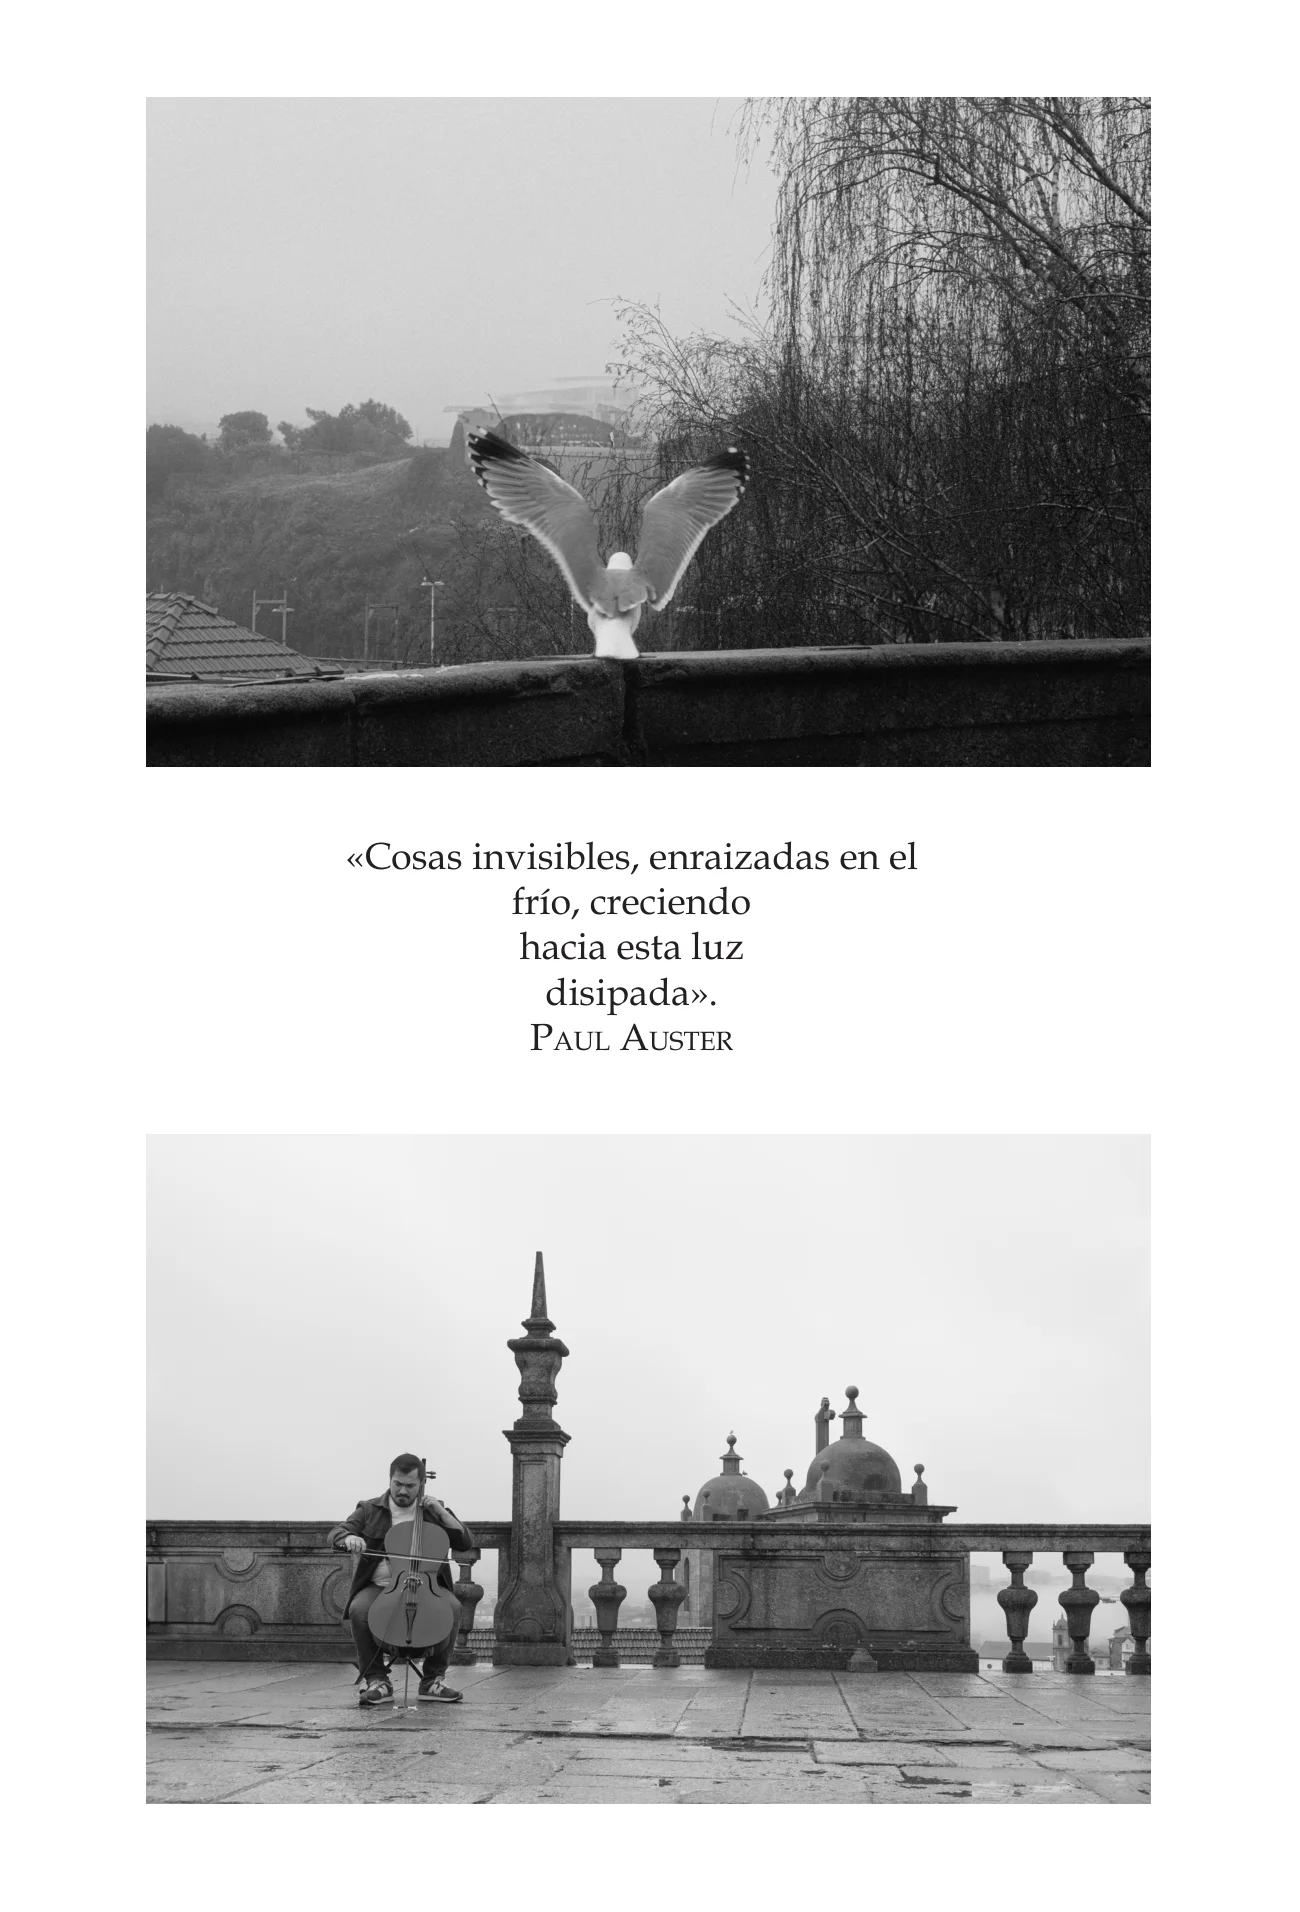 «Cosas invisibles, enraizadas en el
frío, creciendo
hacia esta luz
disipada».
Paul Auster